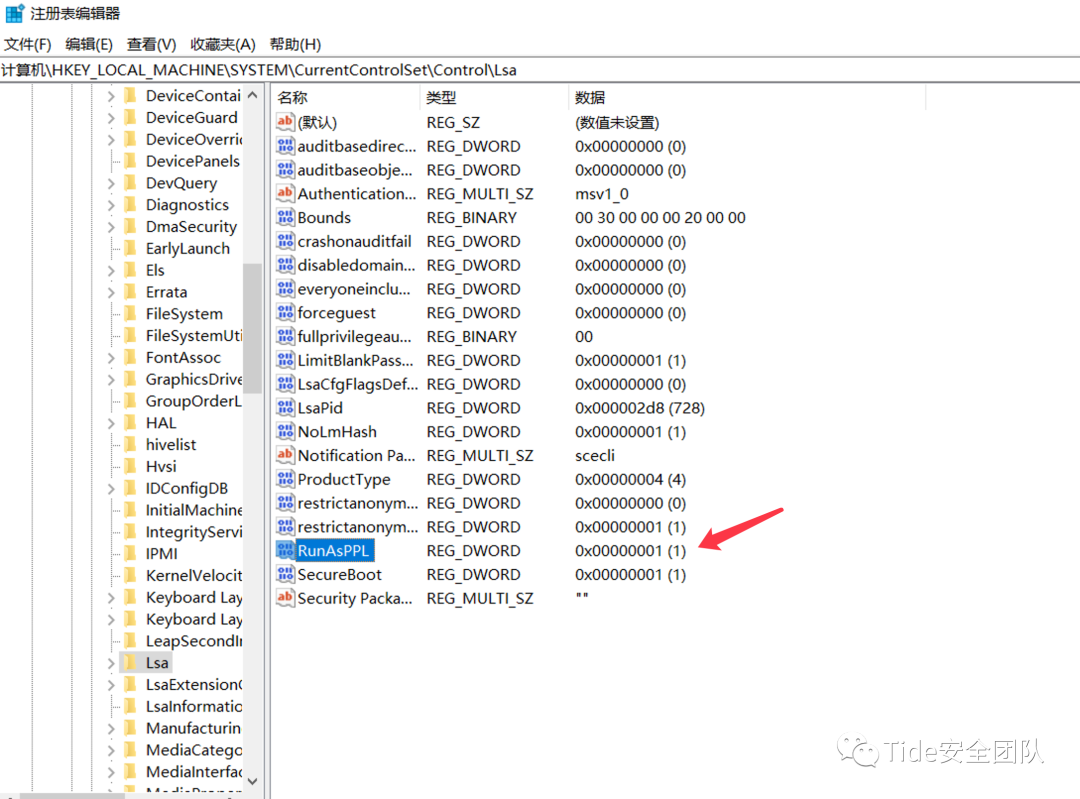 注册表编辑器
文件(F) 编辑(E) 查看(V) 收藏夹(A) 帮助(H)
计算机\HKEY_LOCAL_MACHINE\SYSTEM\CurrentControlSet\Control\Lsa
DeviceContai
DeviceGuard
DeviceOverri
DevicePanels
DevQuery
Diagnostics
DmaSecurity
EarlyLaunch
Els
Errata
FileSystem
FileSystemUti
FontAssoc
GraphicsDrive
GroupOrderL
HAL
hivelist
Hvsi
IDConfigDB
InitialMachine
IntegrityServi
IPMI
KernelVelocit
Keyboard Lay
Keyboard Lay
LeapSecondIn
Lsa
LsaExtensionC
LsaInformatio
Manufacturin
MediaCatego
MediaInterfac
名称 类型 数据
(默认) REG_SZ (数值未设置)
auditbasedirec... REG_DWORD 0x00000000 (0)
auditbaseobje... REG_DWORD 0x00000000 (0)
Authentication... REG_MULTI_SZ msv1_0
Bounds REG_BINARY 00 30 00 00 00 20 00 00
crashonauditfail REG_DWORD 0x00000000 (0)
disabledomain... REG_DWORD 0x00000000 (0)
everyoneinclu... REG_DWORD 0x00000000 (0)
forceguest REG_DWORD 0x00000000 (0)
fullprivilegeau... REG_BINARY 00
LimitBlankPass... REG_DWORD 0x00000001 (1)
LsaCfgFlagsDef... REG_DWORD 0x00000000 (0)
LsaPid REG_DWORD 0x000002d8 (728)
NoLmHash REG_DWORD 0x00000001 (1)
Notification Pa... REG_MULTI_SZ scecli
ProductType REG_DWORD 0x00000004 (4)
restrictanonym... REG_DWORD 0x00000000 (0)
restrictanonym... REG_DWORD 0x00000001 (1)
RunAsPPL REG_DWORD 0x00000001 (1)
SecureBoot REG_DWORD 0x00000001 (1)
Security Packa... REG_MULTI_SZ ""
Tide安全团队